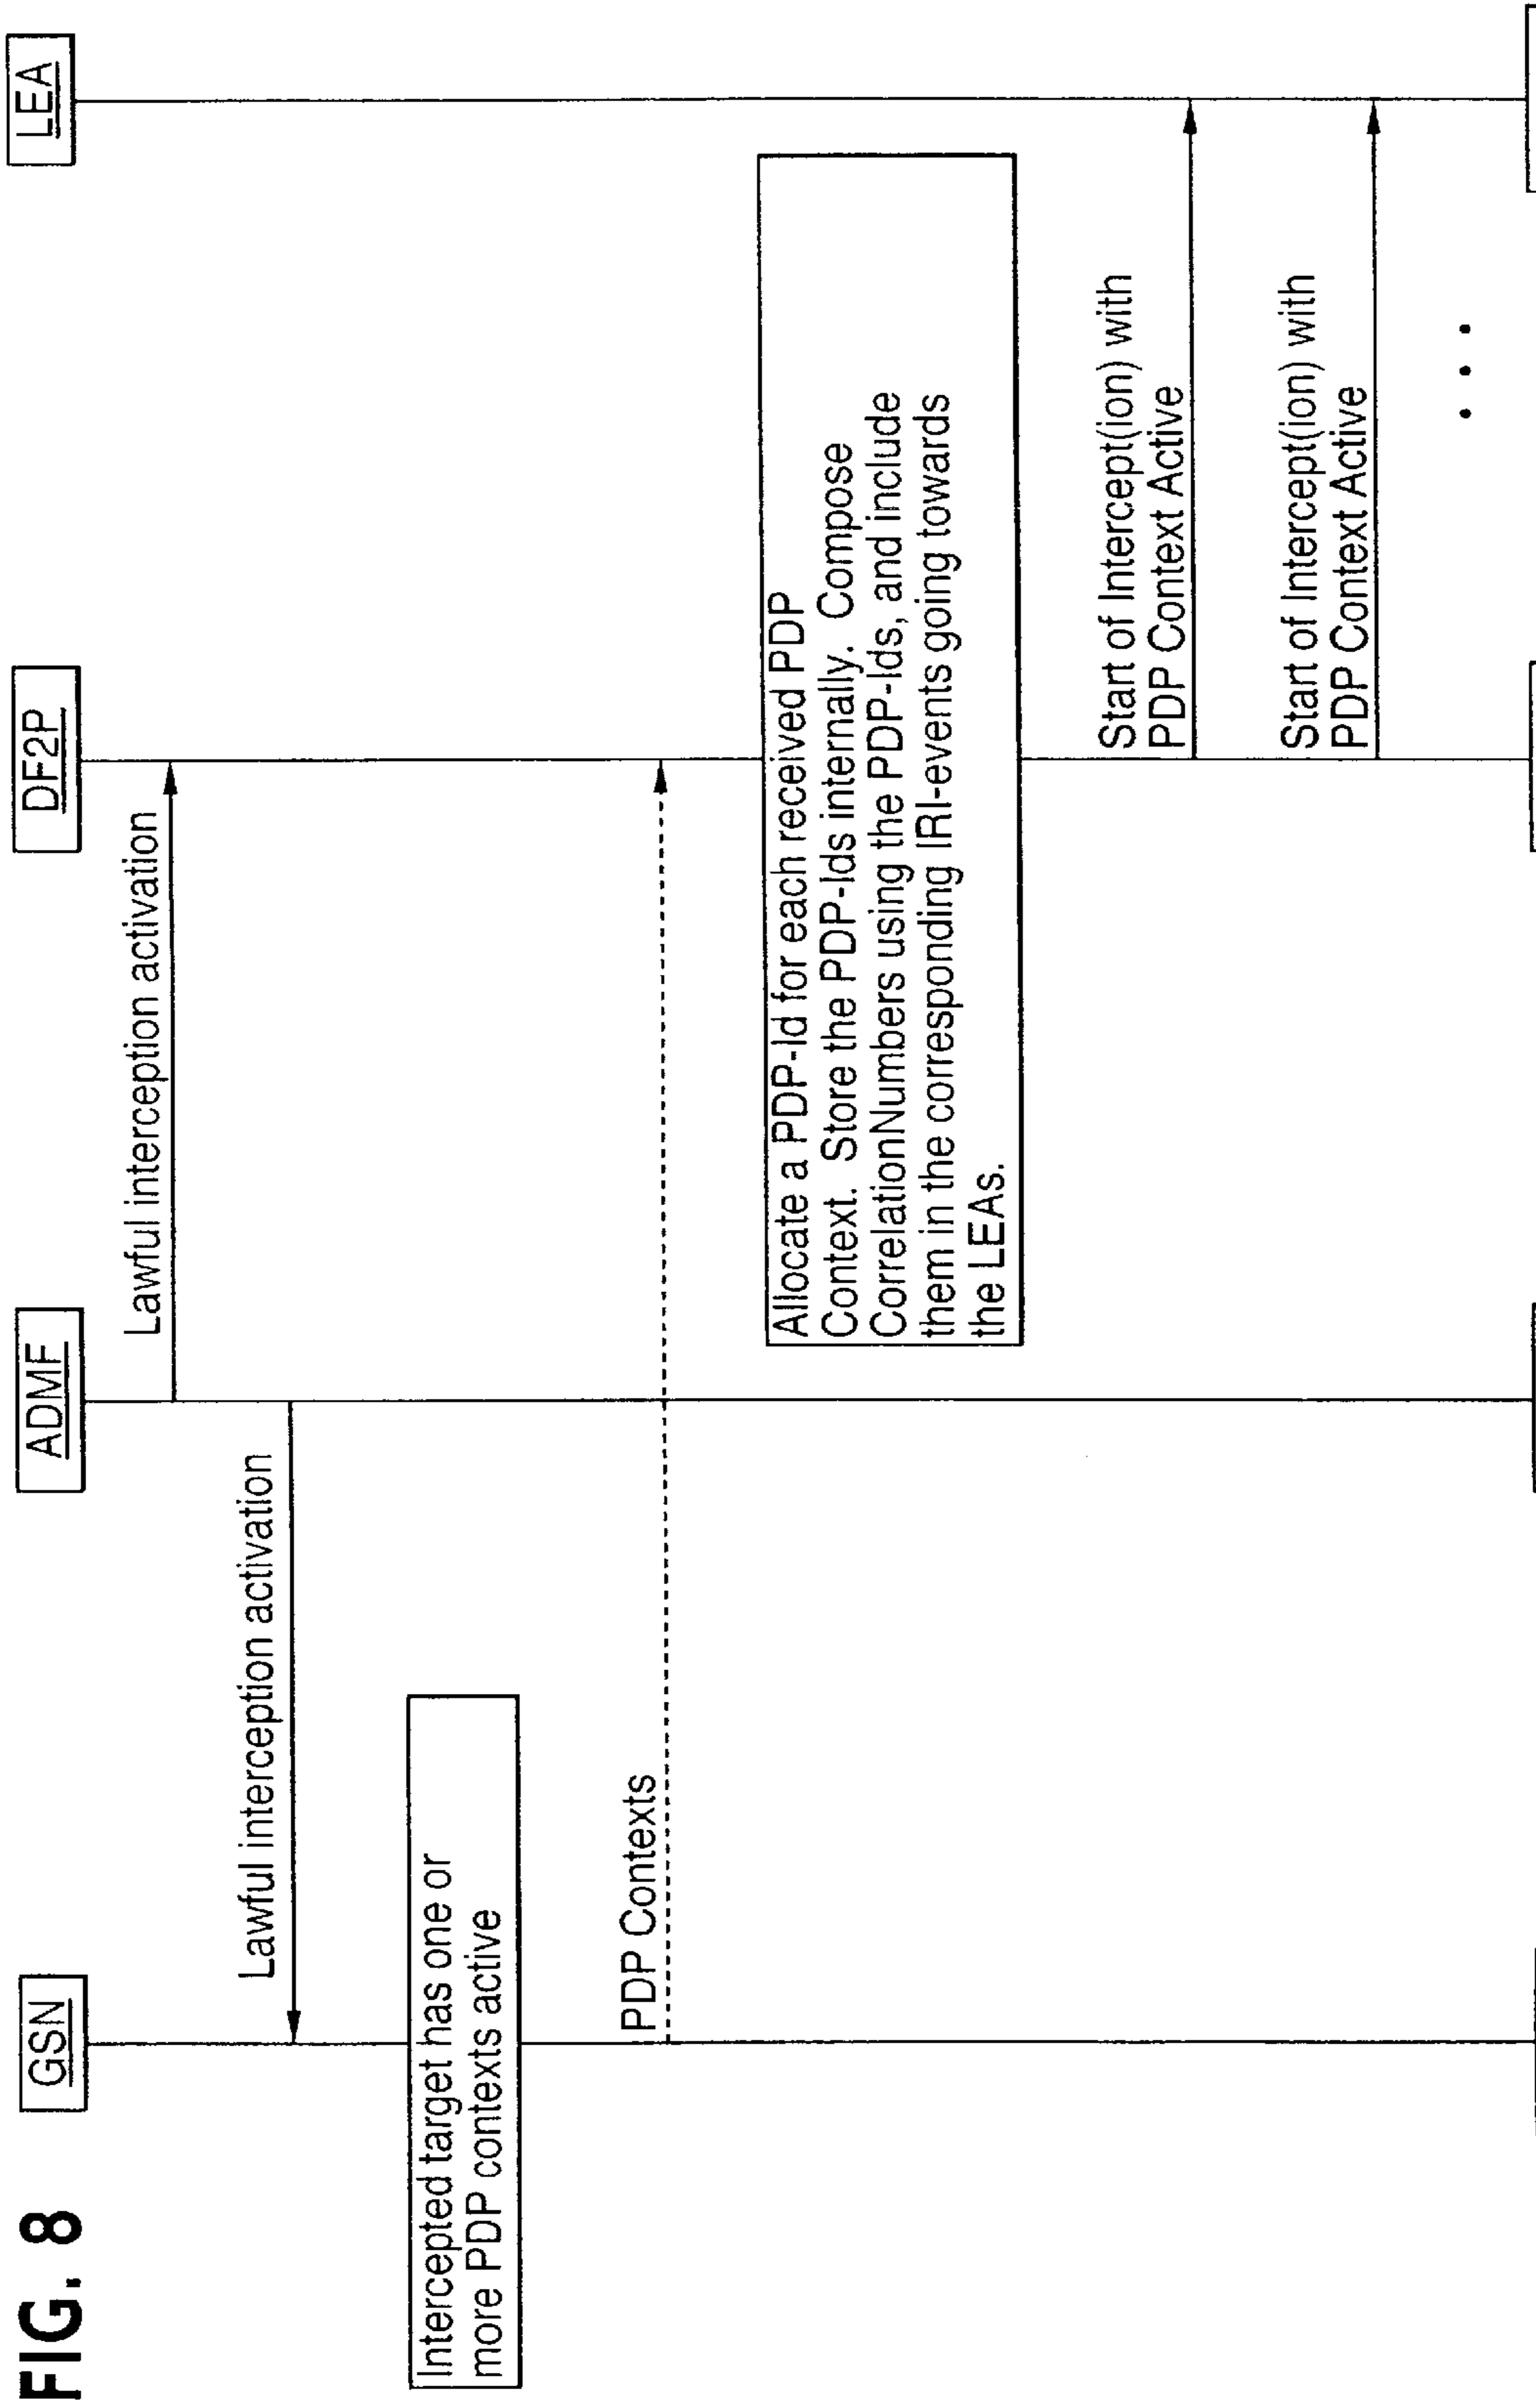 FIG. 8
GSN
ADMF
DF2P
LEA
Lawful interception activation
Lawful interception activation
Intercepted target has one or
more PDP contexts active
PDP Contexts
Allocate a PDP-Id for each received PDP
Context. Store the PDP-Ids internally. Compose
CorrelationNumbers using the PDP-Ids, and include
them in the corresponding IRI-events going towards
the LEAs.
Start of Intercept(ion) with
PDP Context Active
Start of Intercept(ion) with
PDP Context Active
• • •